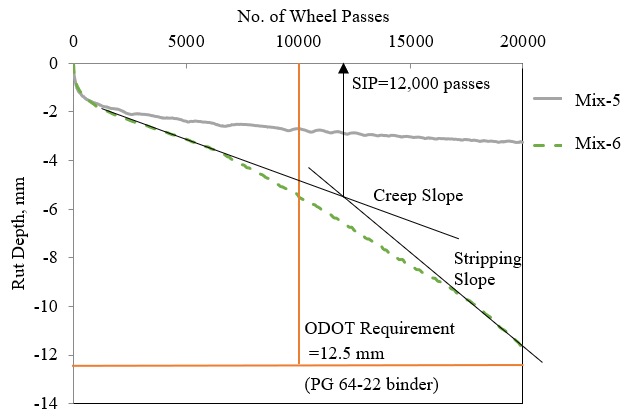 No. of Wheel Passes
0 5000 10000 15000 20000
0
-2
-4
-6
-8
-10
-12
-14
Rut Depth, mm
SIP=12,000 passes
Mix-5
Mix-6
Creep Slope
Stripping
Slope
ODOT Requirement
=12.5 mm
(PG 64-22 binder)